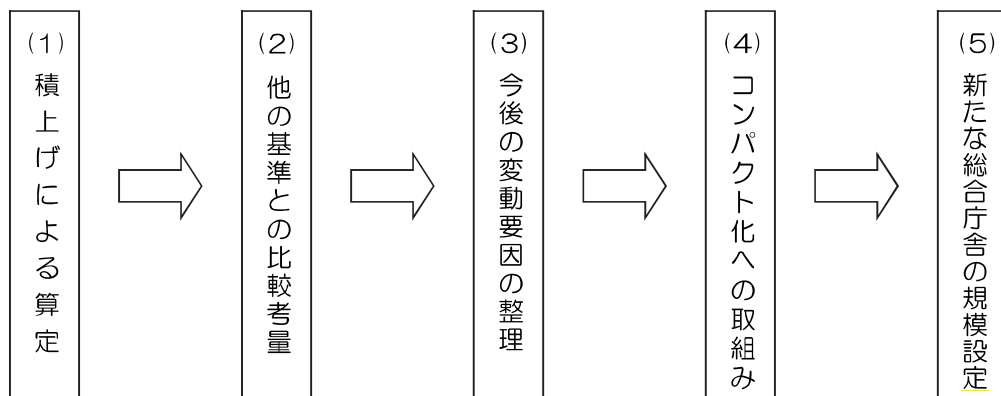 (1) 積上げによる算定
(2) 他の基準との比較考量
(3) 今後の変動要因の整理
(4) コンパクト化への取組み
(5) 新たな総合庁舎の規模設定